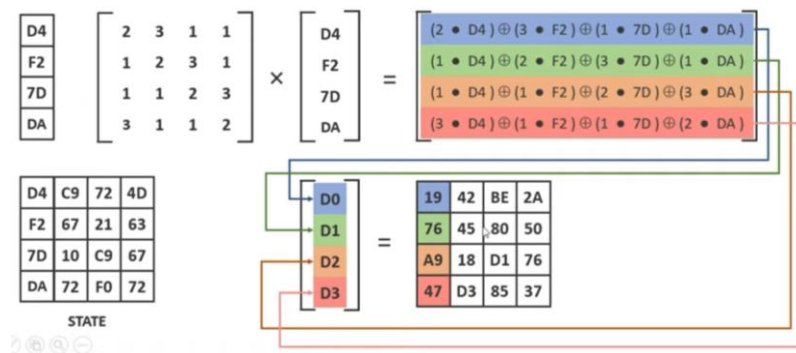 D4
F2
7D
DA
2 3 1 1
1 2 3 1
1 1 2 3
3 1 1 2
×
D4
F2
7D
DA
=
(2 • D4) ⊕ (3 • F2) ⊕ (1 • 7D) ⊕ (1 • DA)
(1 • D4) ⊕ (2 • F2) ⊕ (3 • 7D) ⊕ (1 • DA)
(1 • D4) ⊕ (1 • F2) ⊕ (2 • 7D) ⊕ (3 • DA)
(3 • D4) ⊕ (1 • F2) ⊕ (1 • 7D) ⊕ (2 • DA)
D4 C9 72 4D
F2 67 21 63
7D 10 C9 67
DA 72 F0 72
STATE
D0
D1
D2
D3
=
19 42 BE 2A
76 45 80 50
A9 18 D1 76
47 D3 85 37